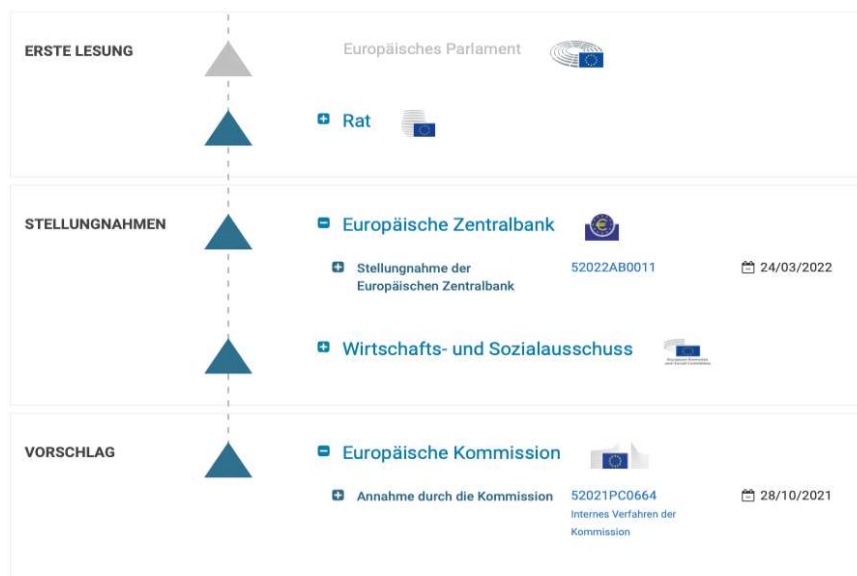 ERSTE LESUNG
Europäisches Parlament
Rat
STELLUNGNAHMEN
Europäische Zentralbank
Stellungnahme der
Europäischen Zentralbank
52022AB0011
24/03/2022
Wirtschafts- und Sozialausschuss
VORSCHLAG
Europäische Kommission
Annahme durch die Kommission
52021PC0664
28/10/2021
Internes Verfahren der
Kommission